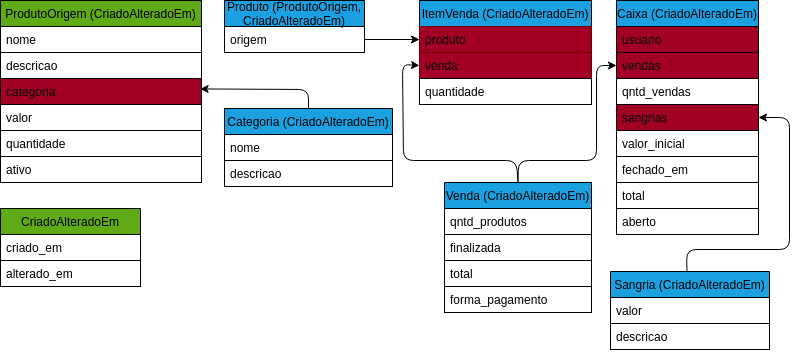 ProdutoOrigem (CriadoAlteradoEm)
nome
descricao
categoria
valor
quantidade
ativo
Produto (ProdutoOrigem,
CriadoAlteradoEm)
origem
ItemVenda (CriadoAlteradoEm)
produto
venda
quantidade
Caixa (CriadoAlteradoEm)
usuario
vendas
qntd_vendas
sangrias
valor_inicial
fechado_em
total
aberto
Categoria (CriadoAlteradoEm)
nome
descricao
CriadoAlteradoEm
criado_em
alterado_em
Venda (CriadoAlteradoEm)
qntd_produtos
finalizada
total
forma_pagamento
Sangria (CriadoAlteradoEm)
valor
descricao